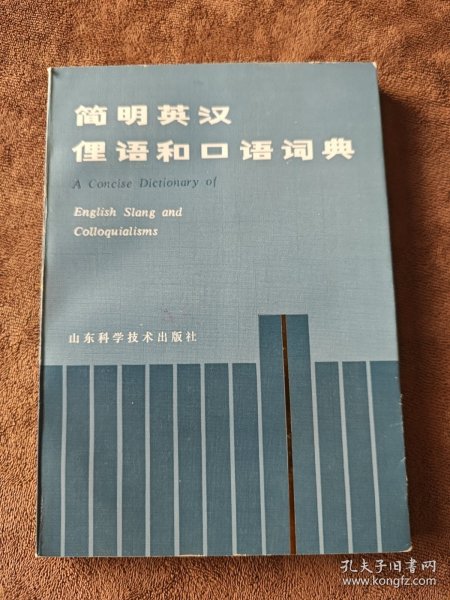 简明英汉
俚语和口语词典
A Concise Dictionary of
English Slang and
Colloquialisms
山东科学技术出版社
孔夫子旧书网
www.kongfz.com